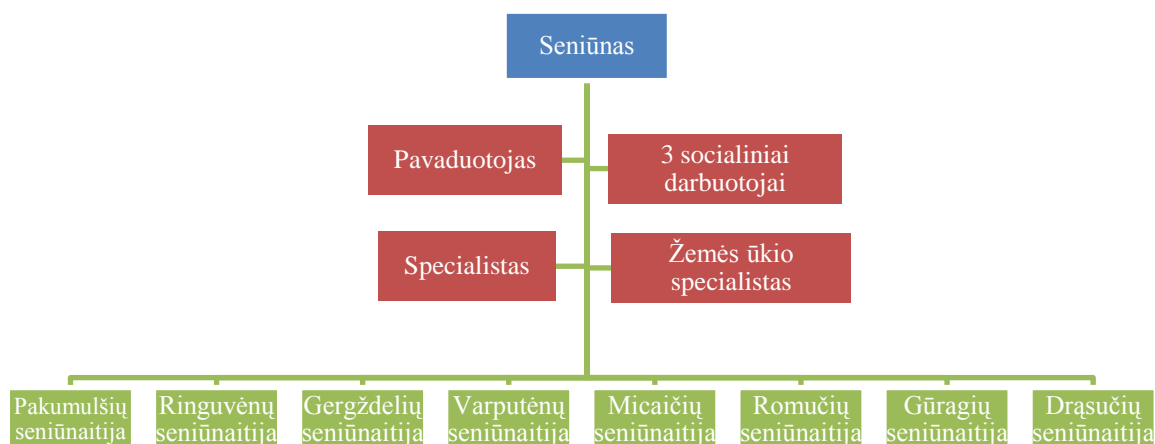 Seniūnas
Pavaduotojas
3 socialiniai
darbuotojai
Specialistas
Žemės ūkio
specialistas
Pakumulšių
seniūnaitija
Ringuvėnų
seniūnaitija
Gergždelių
seniūnaitija
Varputėnų
seniūnaitija
Micaičių
seniūnaitija
Romučių
seniūnaitija
Gūragių
seniūnaitija
Drąsučių
seniūnaitija